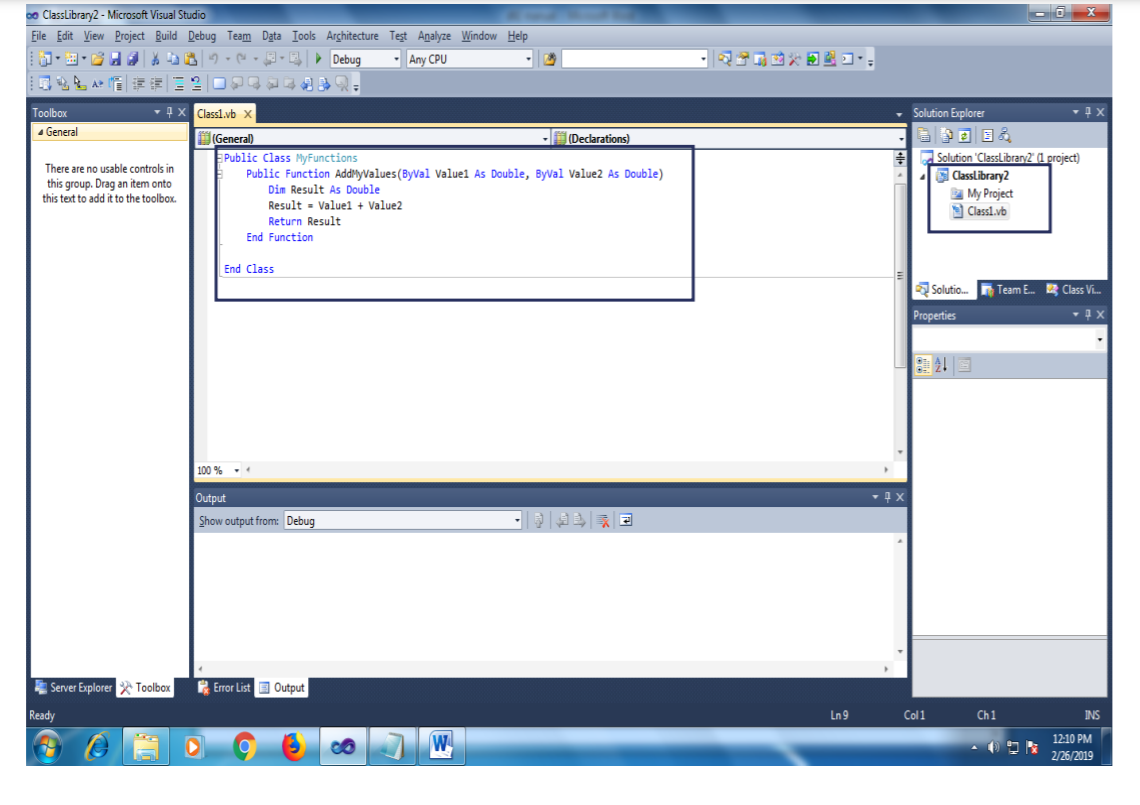 ClassLibrary2 - Microsoft Visual Studio
File Edit View Project Build Debug Team Data Tools Architecture Test Analyze Window Help
Debug Any CPU
Toolbox
General
There are no usable controls in
this group. Drag an item onto
this text to add it to the toolbox.
Class1.vb
(General) (Declarations)
Public Class MyFunctions
Public Function AddMyValues(ByVal Value1 As Double, ByVal Value2 As Double)
Dim Result As Double
Result = Value1 + Value2
Return Result
End Function
End Class
100 %
Output
Show output from: Debug
Solution Explorer
Solution 'ClassLibrary2' (1 project)
ClassLibrary2
My Project
Class1.vb
Solutio... Team E... Class Vi...
Properties
Server Explorer Toolbox Error List Output
Ready Ln 9 Col 1 Ch 1 INS
12:10 PM
2/26/2019